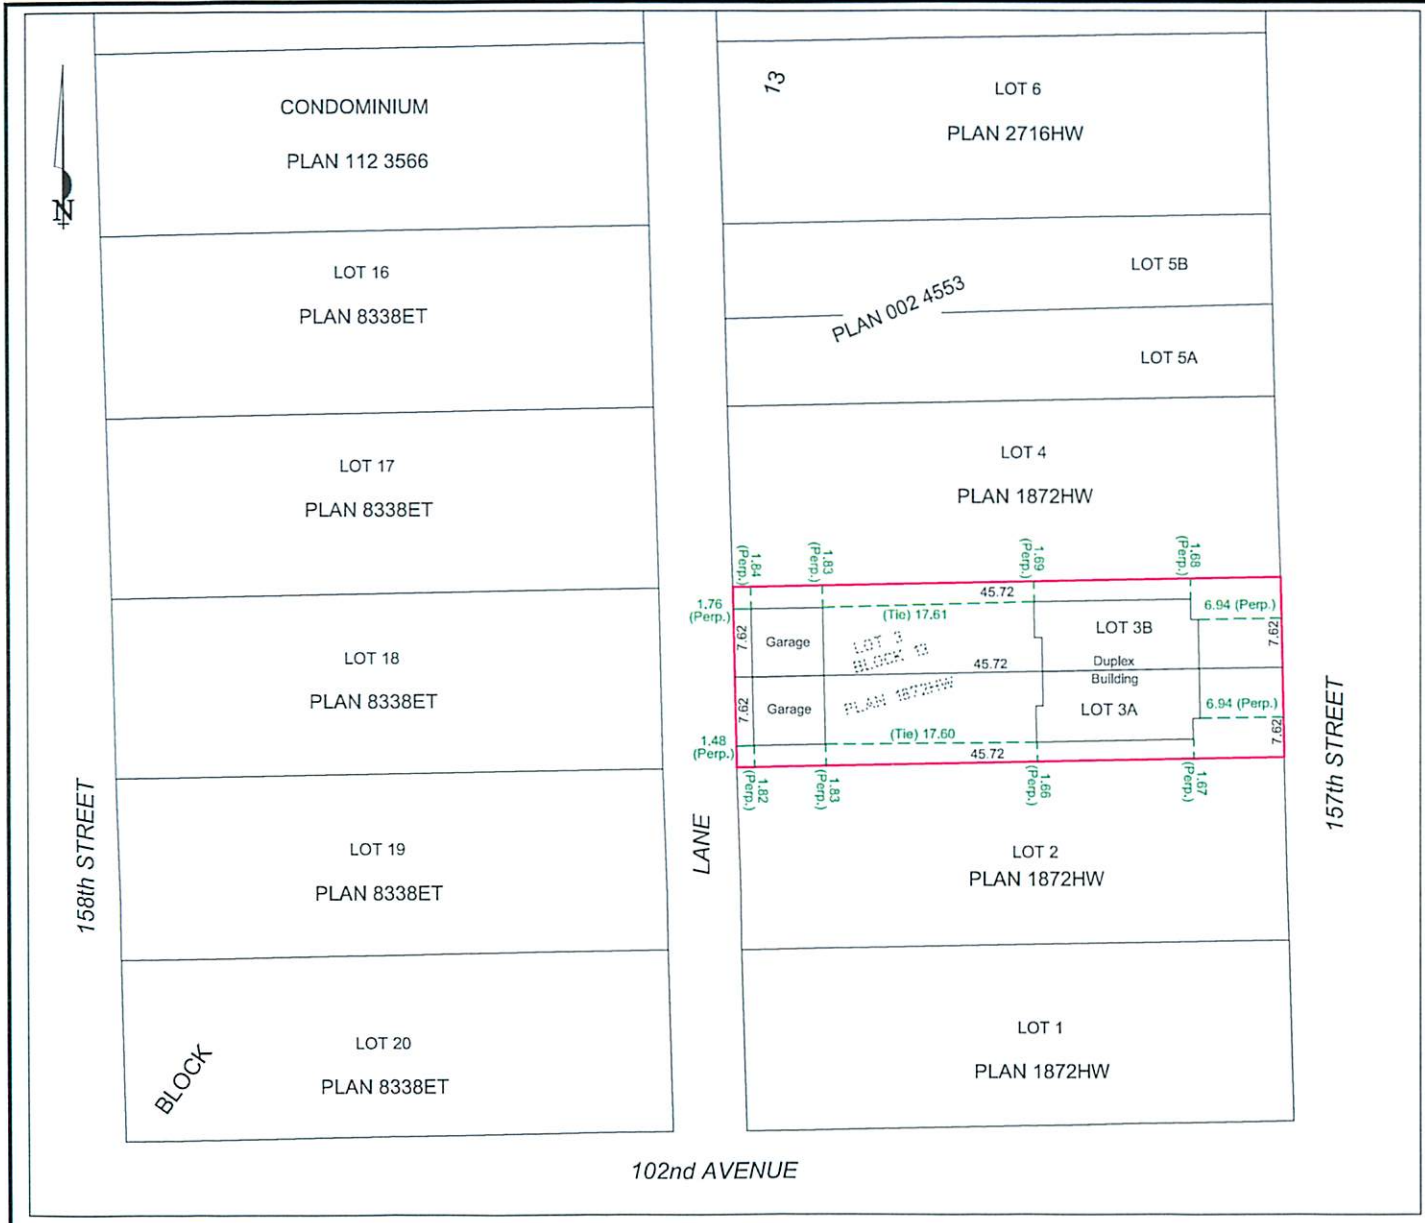 CONDOMINIUM
PLAN 112 3566
N
LOT 16
PLAN 8338ET
LOT 17
PLAN 8338ET
LOT 18
PLAN 8338ET
LOT 19
PLAN 8338ET
LOT 20
PLAN 8338ET
BLOCK
158th STREET
LANE
13
LOT 6
PLAN 2716HW
LOT 5B
PLAN 002 4553
LOT 5A
LOT 4
PLAN 1872HW
1.84
(Perp.)
1.83
(Perp.)
1.69
(Perp.)
1.68
(Perp.)
45.72
1.76
(Perp.)
(Tie) 17.61
6.94 (Perp.)
7.62
Garage
LOT 3
BLOCK 13
PLAN 1872HW
LOT 3B
7.62
45.72
Duplex
Building
7.62
Garage
LOT 3A
6.94 (Perp.)
7.62
1.48
(Perp.)
(Tie) 17.60
45.72
1.82
(Perp.)
1.83
(Perp.)
1.66
(Perp.)
1.67
(Perp.)
157th STREET
LOT 2
PLAN 1872HW
LOT 1
PLAN 1872HW
102nd AVENUE